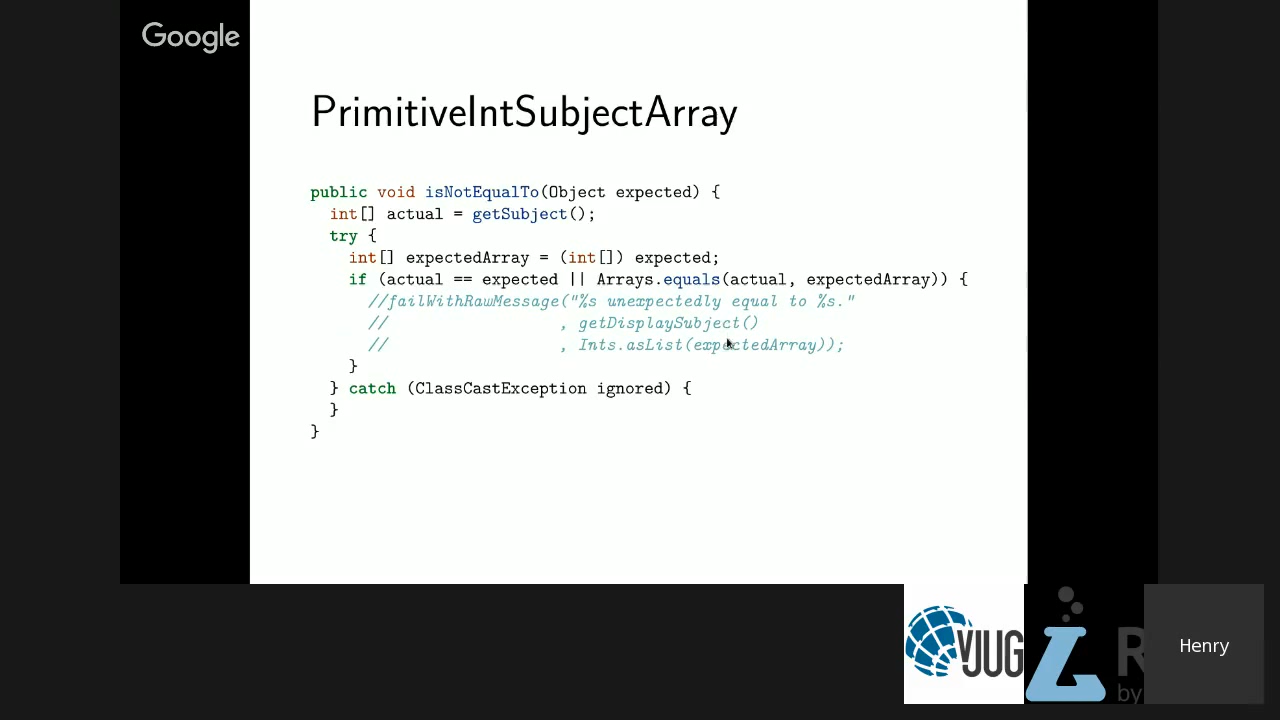 Google
PrimitiveIntSubjectArray
public void isNotEqualTo(Object expected) {
int[] actual = getSubject();
try {
int[] expectedArray = (int[]) expected;
if (actual == expected || Arrays.equals(actual, expectedArray)) {
//failWithRawMessage("%s unexpectedly equal to %s."
// , getDisplaySubject()
// , Ints.asList(expectedArray));
}
} catch (ClassCastException ignored) {
}
}
vJUG
R
by
Henry